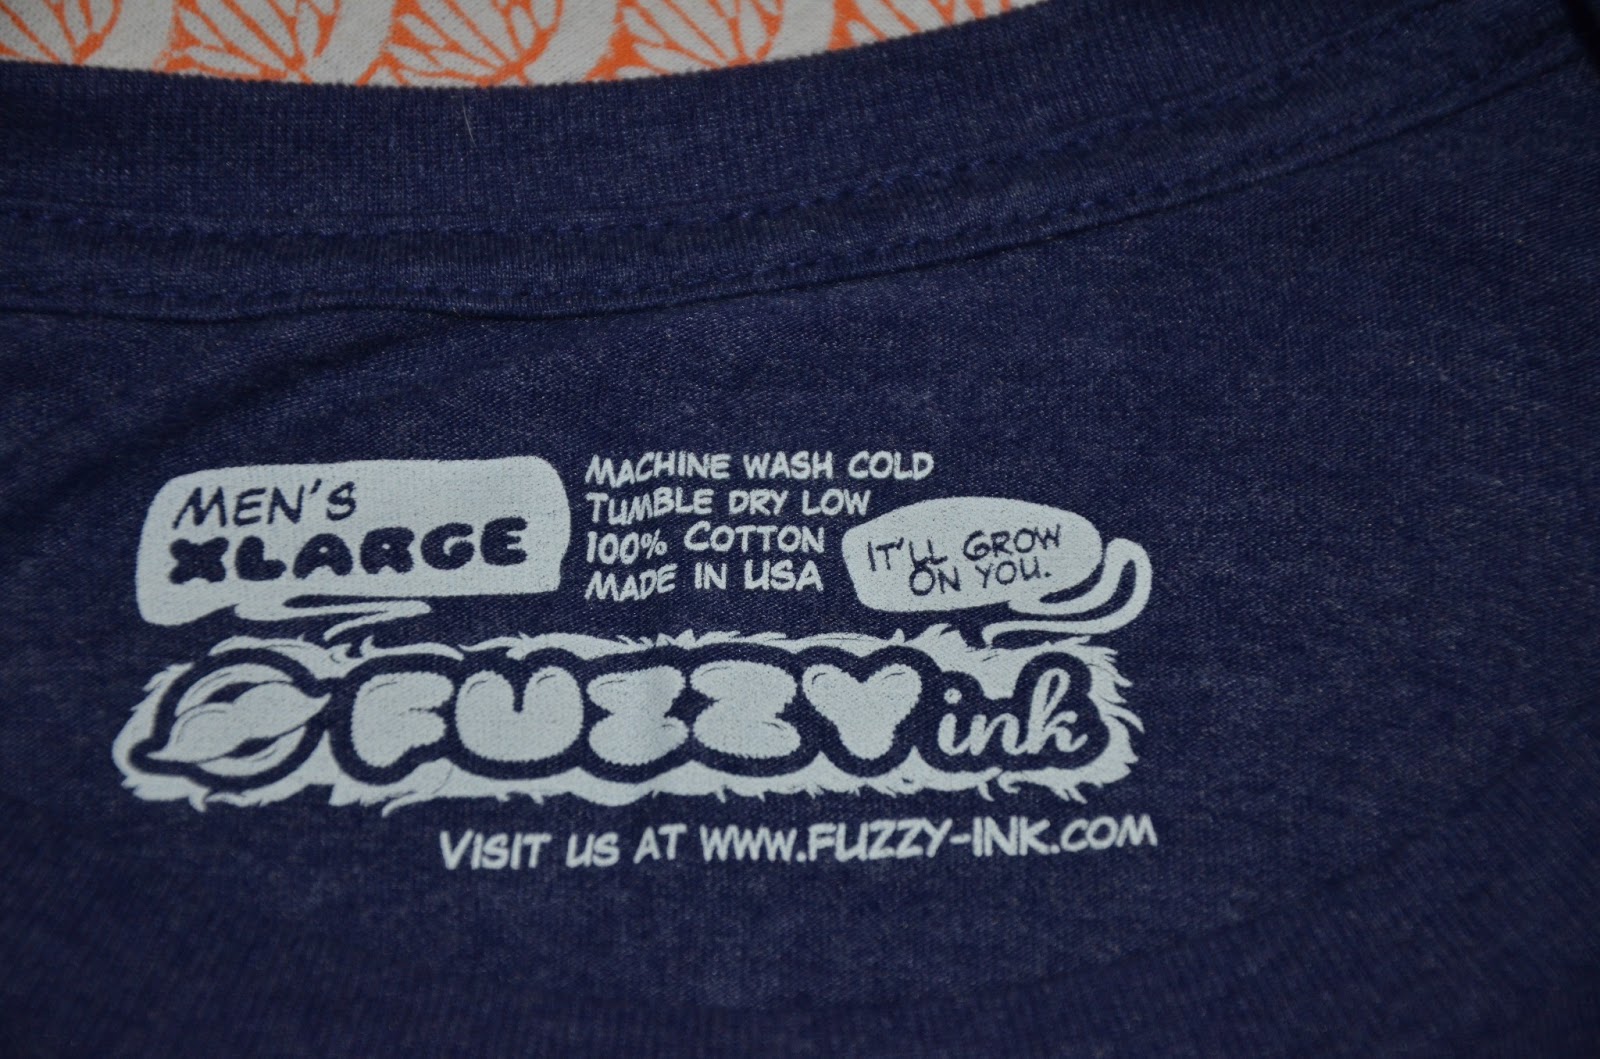 MEN'S
XLARGE
MACHINE WASH COLD
TUMBLE DRY LOW
100% COTTON
MADE IN USA
IT'LL GROW
ON YOU.
FUZZY ink
VISIT US AT WWW.FUZZY-INK.COM